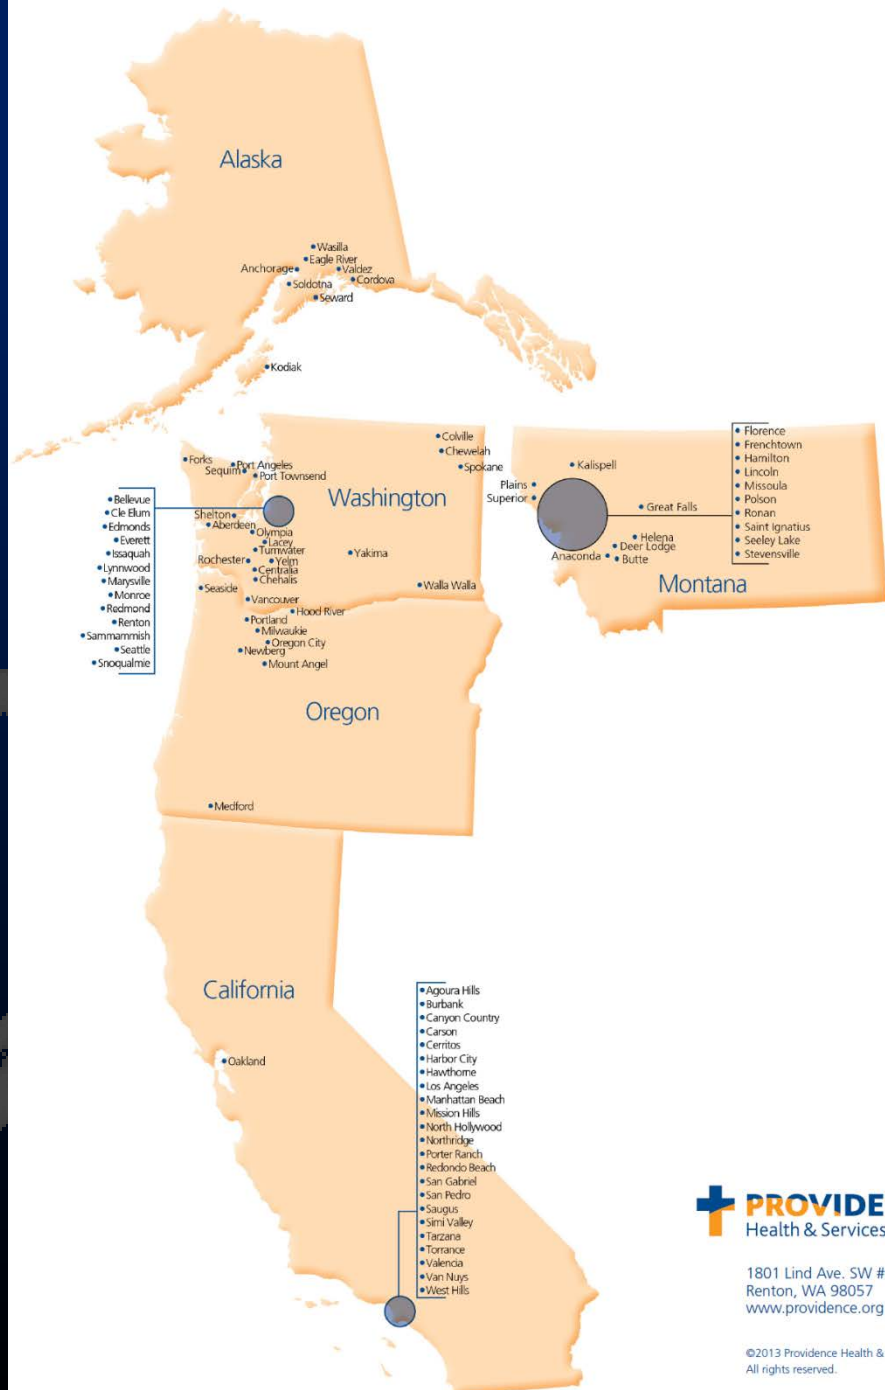 Alaska
Wasilla
Eagle River
Anchorage
Valdez
Cordova
Soldotna
Seward
Kodiak
Colville
Chewelah
Spokane
Forks
Port Angeles
Sequim
Port Townsend
Washington
Bellevue
Cle Elum
Edmonds
Everett
Issaquah
Lynnwood
Marysville
Monroe
Redmond
Renton
Sammammish
Seattle
Snoqualmie
Shelton
Aberdeen
Olympia
Lacey
Tumwater
Rochester
Yelm
Centralia
Chehalis
Yakima
Walla Walla
Seaside
Vancouver
Hood River
Portland
Milwaukie
Oregon City
Newberg
Mount Angel
Oregon
Medford
Kalispell
Plains
Superior
Great Falls
Helena
Deer Lodge
Anaconda
Butte
Montana
Florence
Frenchtown
Hamilton
Lincoln
Missoula
Polson
Ronan
Saint Ignatius
Seeley Lake
Stevensville
California
Oakland
Agoura Hills
Burbank
Canyon Country
Carson
Cerritos
Harbor City
Hawthorne
Los Angeles
Manhattan Beach
Mission Hills
North Hollywood
Northridge
Porter Ranch
Redondo Beach
San Gabriel
San Pedro
Saugus
Simi Valley
Tarzana
Torrance
Valencia
Van Nuys
West Hills
PROVIDE
Health & Services
1801 Lind Ave. SW #
Renton, WA 98057
www.providence.org
©2013 Providence Health &
All rights reserved.